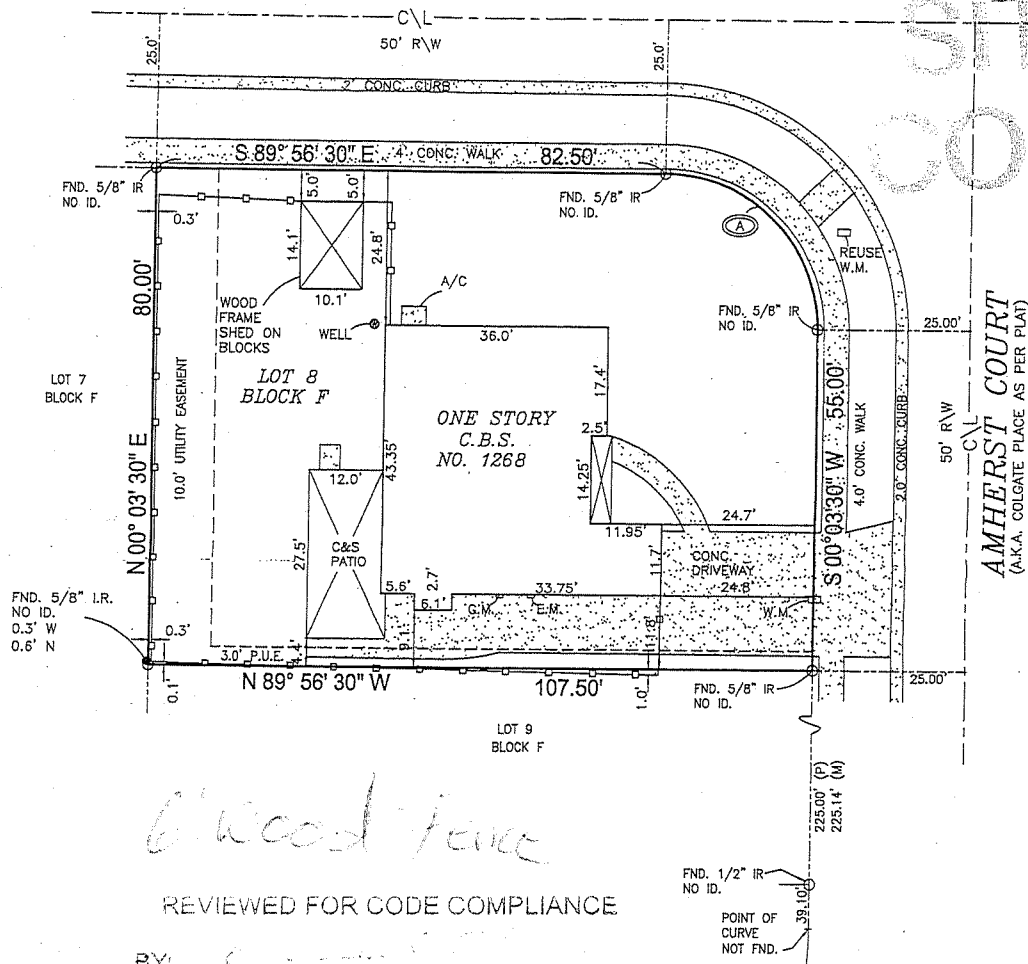 C\L
50' R\W
25.0'
25.0'
2' CONC. CURB
S 89° 56' 30" E
4' CONC. WALK
82.50'
FND. 5/8" IR
NO ID.
FND. 5/8" IR
NO. ID.
5.0'
5.0'
0.3'
14.1'
24.8'
10.1'
A
REUSE
W.M.
A/C
80.00'
WOOD
FRAME
SHED ON
BLOCKS
WELL
36.0'
FND. 5/8" IR
NO ID.
25.00'
LOT 7
BLOCK F
LOT 8
BLOCK F
ONE STORY
C.B.S.
NO. 1268
17.4'
2.5'
14.25'
43.35'
12.0'
10.0' UTILITY EASEMENT
N 00° 03' 30" E
S 00°03'30" W 55.00'
4.0' CONC. WALK
2.0' CONC. CURB
50' R\W
C\L
AMHERST COURT
(A.K.A. COLGATE PLACE AS PER PLAT)
27.5'
C&S
PATIO
24.7'
11.95'
11.7'
CONC.
DRIVEWAY
24.8'
5.6'
2.7'
6.1'
33.75'
G.M.
E.M.
W.M.
FND. 5/8" I.R.
NO ID.
0.3' W
0.6' N
0.3'
3.0' P.U.E.
4.4'
9.1'
11.8'
0.1'
N 89° 56' 30" W
107.50'
1.0'
FND. 5/8" IR
NO ID.
25.00'
LOT 9
BLOCK F
225.00' (P)
225.14' (M)
6' Wood Fence
FND. 1/2" IR
NO ID.
39.10'
POINT OF
CURVE
NOT FND.
REVIEWED FOR CODE COMPLIANCE
BY: